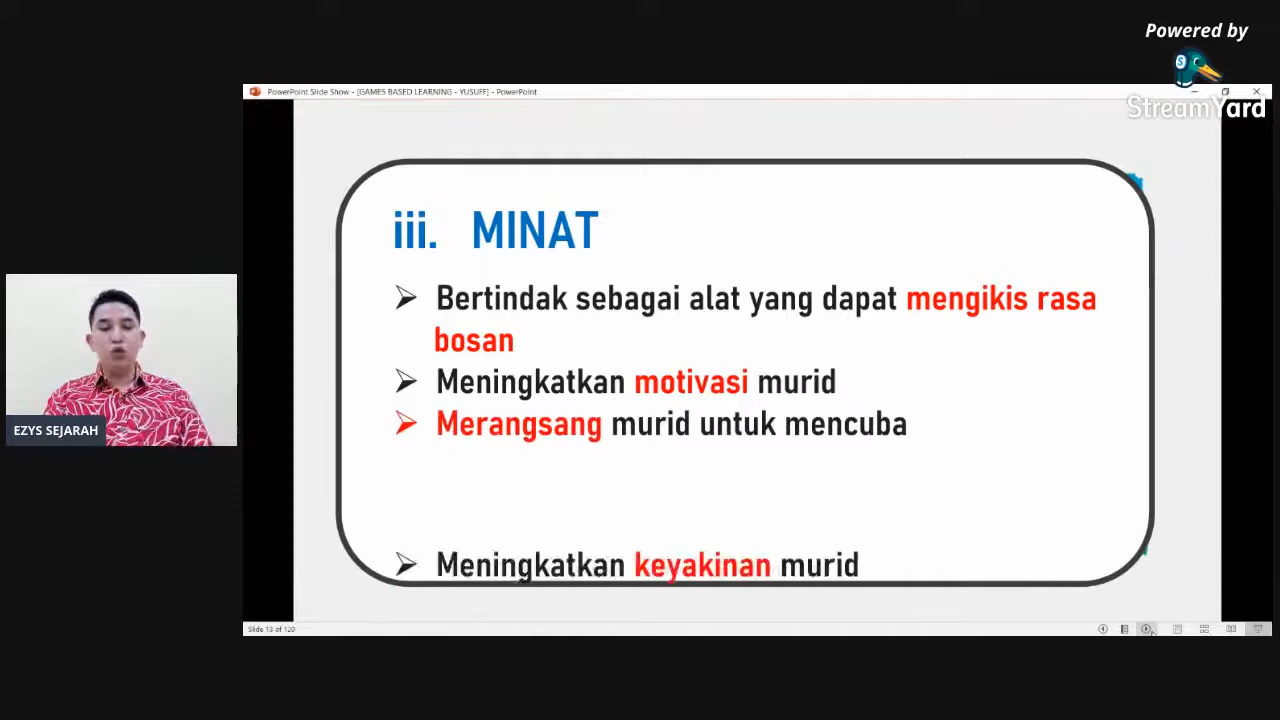 Powered by
StreamYard
PowerPoint Slide Show - [GAMES BASED LEARNING - YUSUFF] - PowerPoint
iii. MINAT
➢ Bertindak sebagai alat yang dapat mengikis rasa
bosan
➢ Meningkatkan motivasi murid
➢ Merangsang murid untuk mencuba
➢ Meningkatkan keyakinan murid
EZYS SEJARAH
Slide 13 of 120